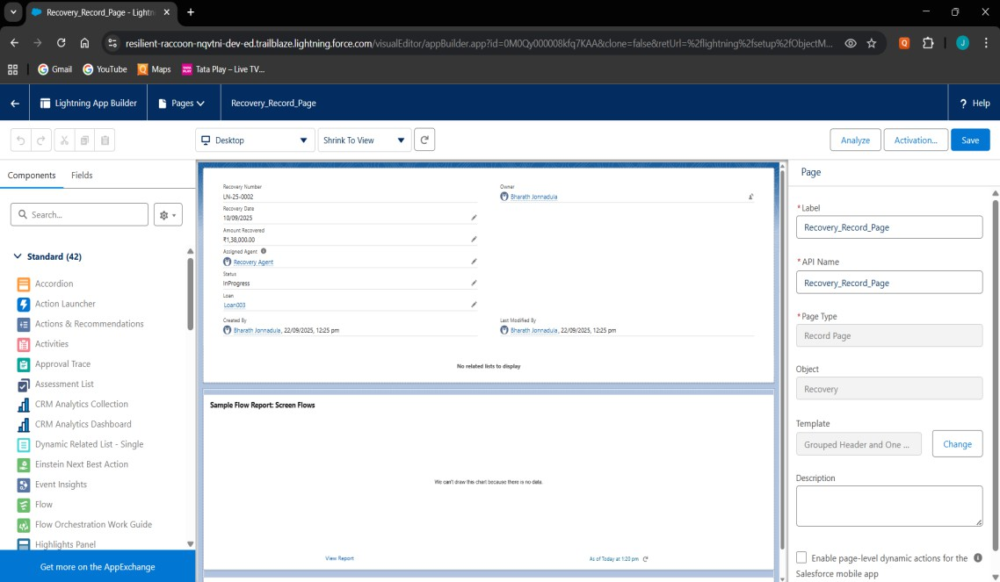 Recovery_Record_Page - Lightni
resilient-raccoon-nqvtni-dev-ed.trailblaze.lightning.force.com/visualEditor/appBuilder.app?id=0M0Qy000008kfq7KAA&clone=false&retUrl=%2flightning%2fsetup%2fObjectM...
Q
J
Gmail YouTube Maps Tata Play – Live TV...
Lightning App Builder Pages Recovery_Record_Page ? Help
Desktop Shrink To View Analyze Activation... Save
Components Fields
Search...
Standard (42)
Accordion
Action Launcher
Actions & Recommendations
Activities
Approval Trace
Assessment List
CRM Analytics Collection
CRM Analytics Dashboard
Dynamic Related List - Single
Einstein Next Best Action
Event Insights
Flow
Flow Orchestration Work Guide
Highlights Panel
Get more on the AppExchange
Recovery Number
LN-25-0002
Owner
Bharath Jonnadula
Recovery Date
10/09/2025
Amount Recovered
₹1,38,000.00
Assigned Agent
Recovery Agent
Status
InProgress
Loan
Loan003
Created By
Bharath Jonnadula, 22/09/2025, 12:25 pm
Last Modified By
Bharath Jonnadula, 22/09/2025, 12:25 pm
No related lists to display
Sample Flow Report: Screen Flows
We can't draw this chart because there is no data.
View Report As of Today at 1:20 pm
Page
*Label
Recovery_Record_Page
*API Name
Recovery_Record_Page
*Page Type
Record Page
Object
Recovery
Template
Grouped Header and One ... Change
Description
Enable page-level dynamic actions for the
Salesforce mobile app